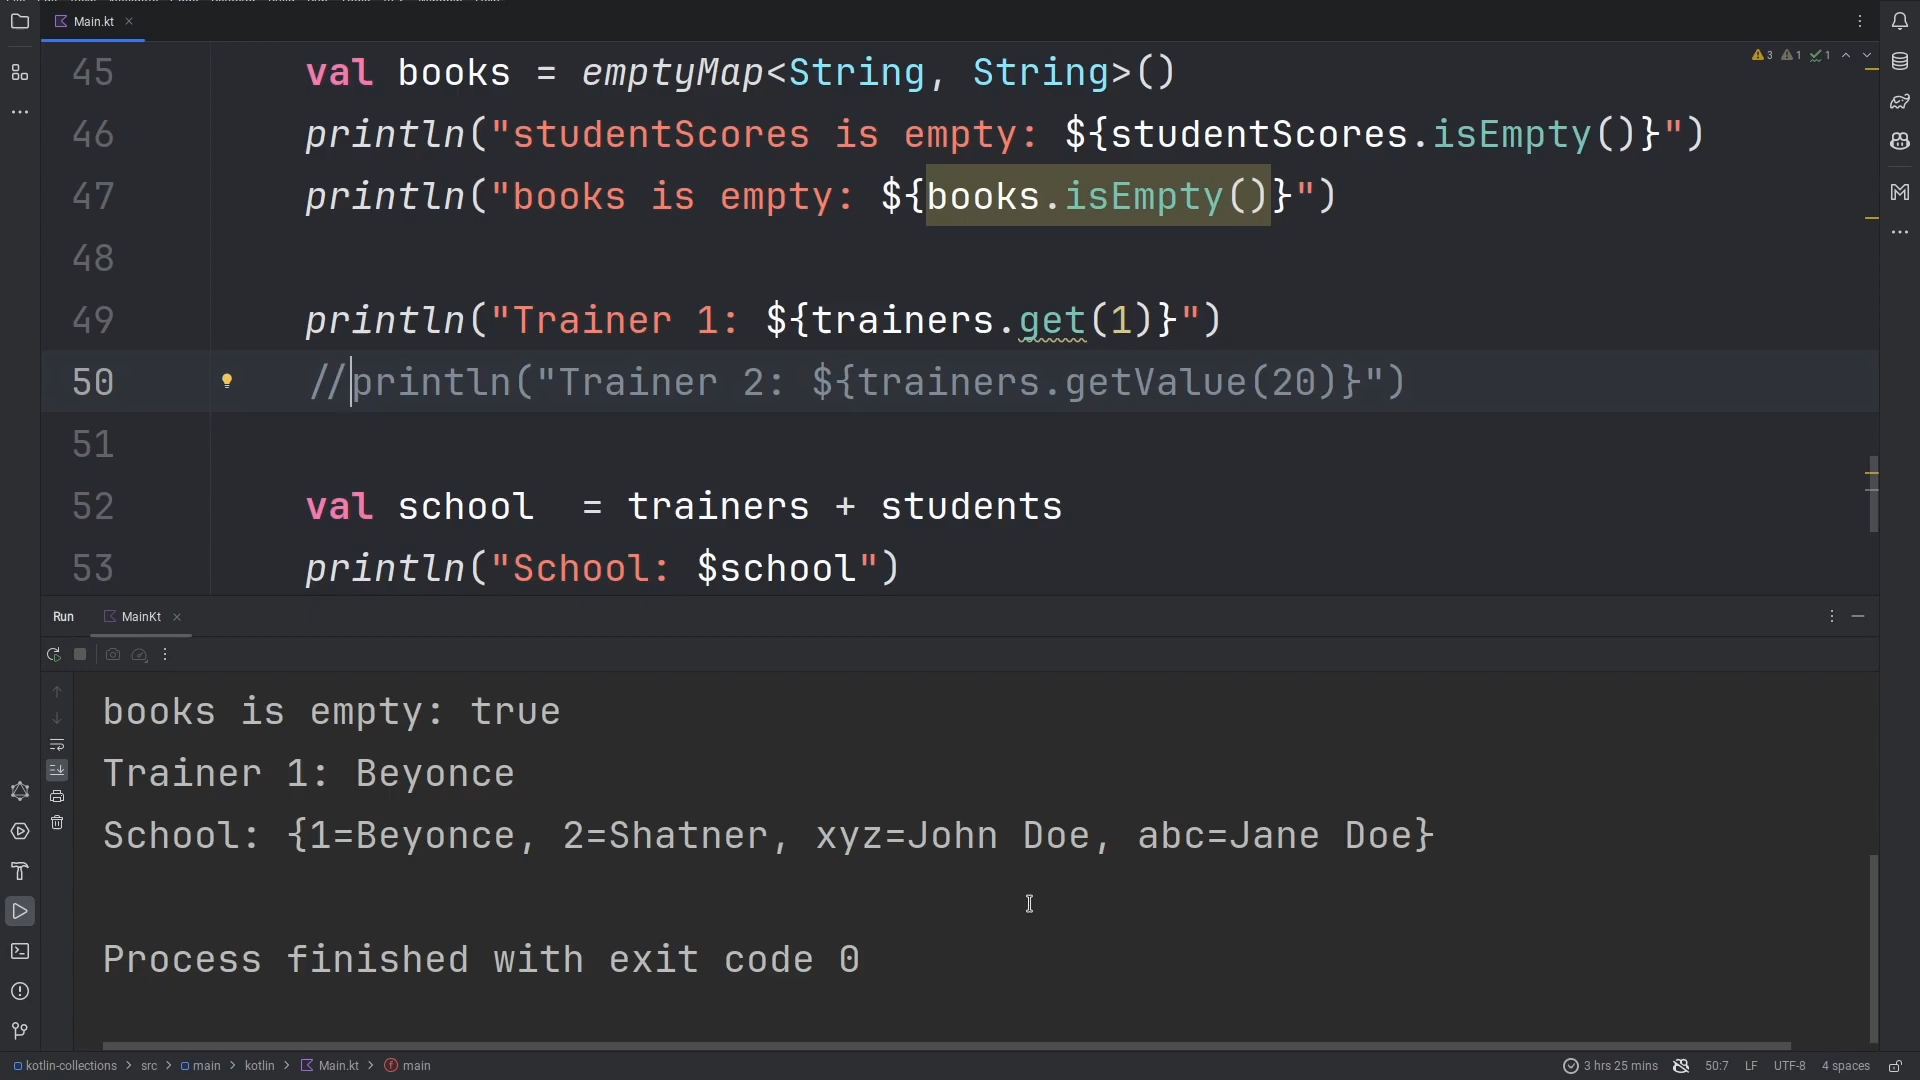 Main.kt
3 1 1
45 val books = emptyMap<String, String>()
46 println("studentScores is empty: ${studentScores.isEmpty()}")
47 println("books is empty: ${books.isEmpty()}")
48
49 println("Trainer 1: ${trainers.get(1)}")
50 //println("Trainer 2: ${trainers.getValue(20)}")
51
52 val school  = trainers + students
53 println("School: $school")
Run MainKt
books is empty: true
Trainer 1: Beyonce
School: {1=Beyonce, 2=Shatner, xyz=John Doe, abc=Jane Doe}
Process finished with exit code 0
kotlin-collections > src > main > kotlin > Main.kt > main 3 hrs 25 mins 50:7 LF UTF-8 4 spaces